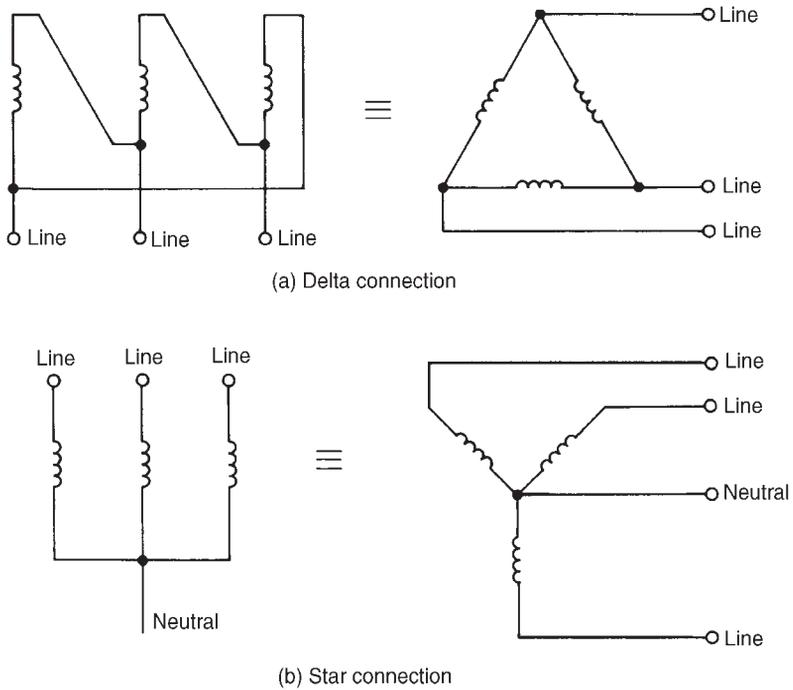 Line
Line
Line
Line Line Line
(a) Delta connection
Line Line Line
Neutral
Line
Line
Neutral
Line
(b) Star connection